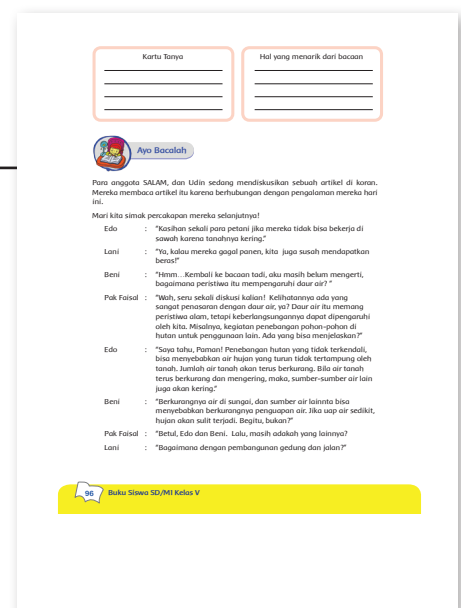 Kartu Tanya
Hal yang menarik dari bacaan
Ayo Bacalah
Para anggota SALAM, dan Udin sedang mendiskusikan sebuah artikel di koran.
Mereka membaca artikel itu karena berhubungan dengan pengalaman mereka hari
ini.
Mari kita simak percakapan mereka selanjutnya!
Edo : “Kasihan sekali para petani jika mereka tidak bisa bekerja di
sawah karena tanahnya kering.”
Lani : “Ya, kalau mereka gagal panen, kita juga susah mendapatkan
beras!”
Beni : “Hmm...Kembali ke bacaan tadi, aku masih belum mengerti,
bagaimana peristiwa itu mempengaruhi daur air? ”
Pak Faisal : “Wah, seru sekali diskusi kalian! Kelihatannya ada yang
sangat penasaran dengan daur air, ya? Daur air itu memang
peristiwa alam, tetapi keberlangsungannya dapat dipengaruhi
oleh kita. Misalnya, kegiatan penebangan pohon-pohon di
hutan untuk penggunaan lain. Ada yang bisa menjelaskan?”
Edo : “Saya tahu, Paman! Penebangan hutan yang tidak terkendali,
bisa menyebabkan air hujan yang turun tidak tertampung oleh
tanah. Jumlah air tanah akan terus berkurang. Bila air tanah
terus berkurang dan mengering, maka, sumber-sumber air lain
juga akan kering.”
Beni : “Berkurangnya air di sungai, dan sumber air lainnta bisa
menyebabkan berkurangnya penguapan air. Jika uap air sedikit,
hujan akan sulit terjadi. Begitu, bukan?”
Pak Faisal : “Betul, Edo dan Beni. Lalu, masih adakah yang lainnya?
Lani : “Bagaimana dengan pembangunan gedung dan jalan?”
96 Buku Siswa SD/MI Kelas V